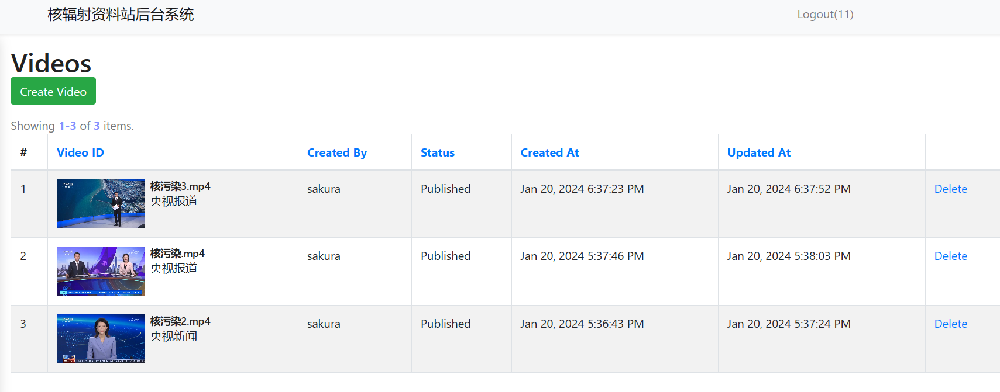 核辐射资料站后台系统
Logout(11)
Videos
Create Video
Showing 1-3 of 3 items.
# Video ID Created By Status Created At Updated At
1 核污染3.mp4 sakura Published Jan 20, 2024 6:37:23 PM Jan 20, 2024 6:37:52 PM Delete
央视报道
2 核污染.mp4 sakura Published Jan 20, 2024 5:37:46 PM Jan 20, 2024 5:38:03 PM Delete
央视报道
3 核污染2.mp4 sakura Published Jan 20, 2024 5:36:43 PM Jan 20, 2024 5:37:24 PM Delete
央视新闻